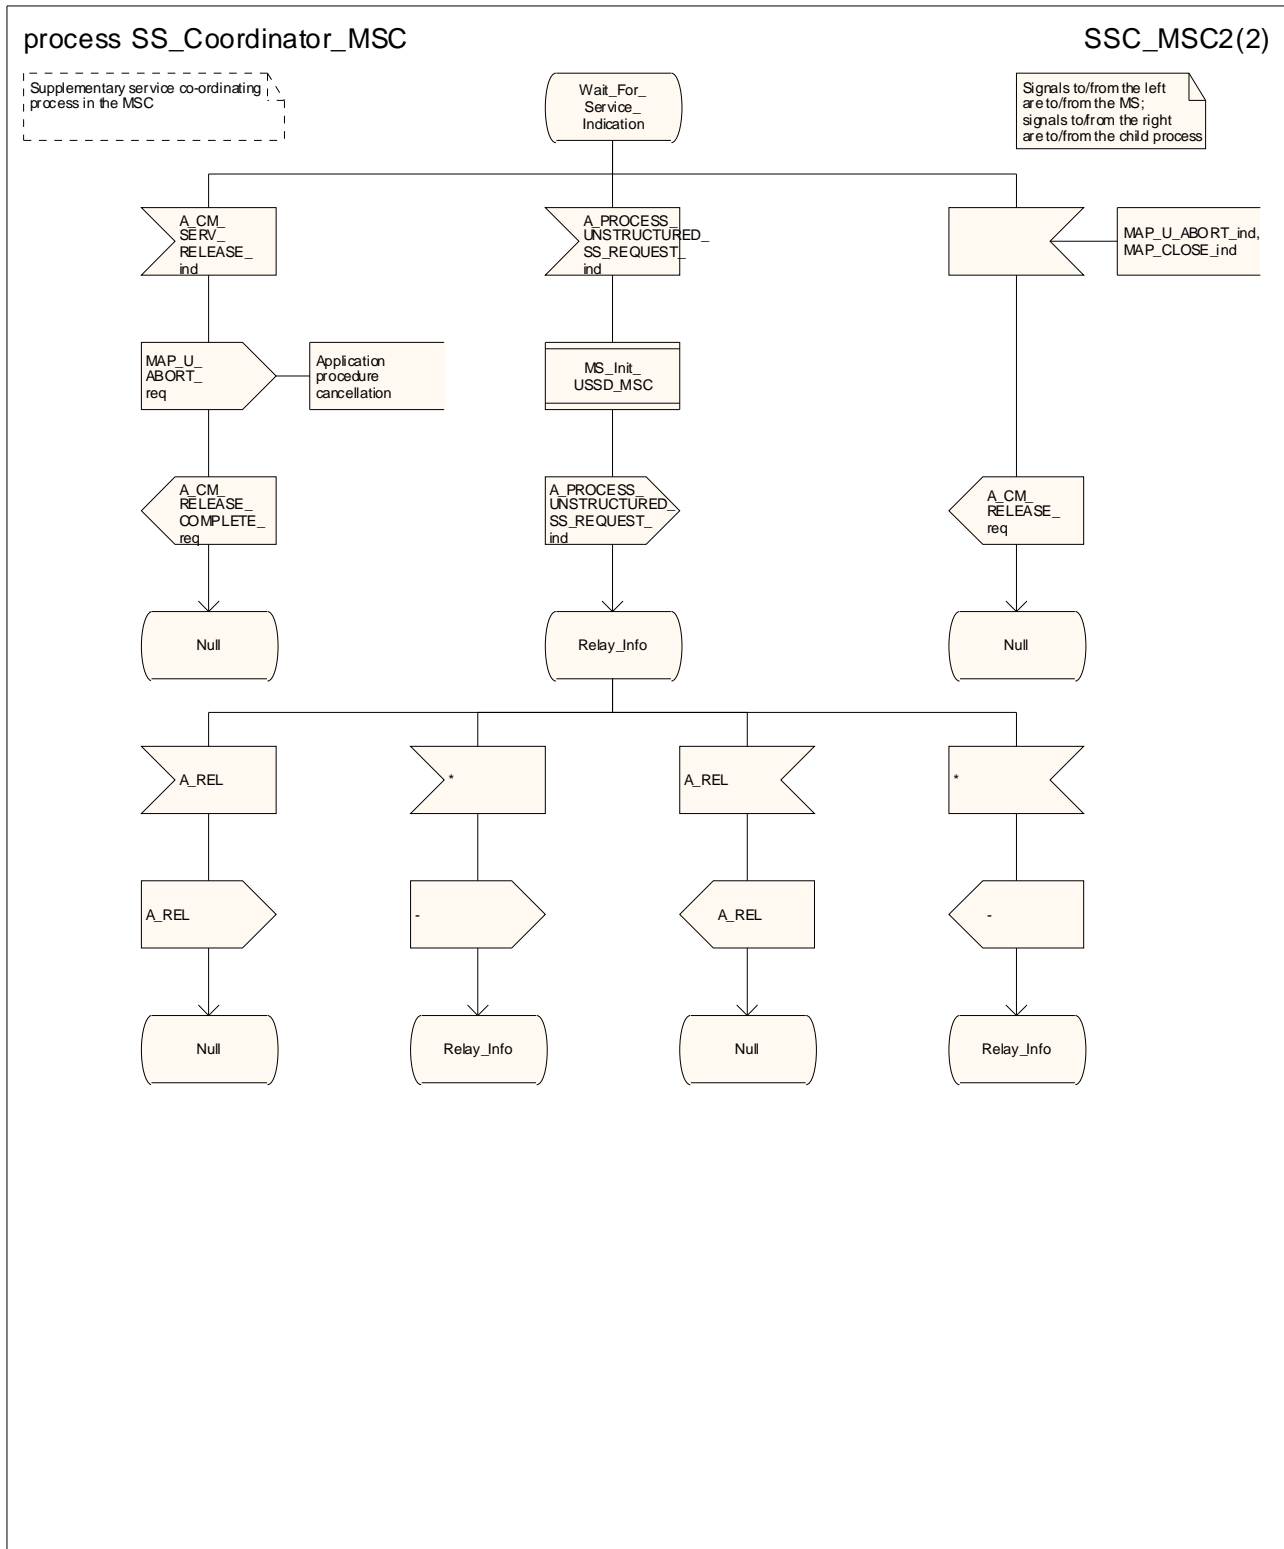 process SS_Coordinator_MSC
SSC_MSC2(2)
Supplementary service co-ordinating
process in the MSC
Wait_For_
Service_
Indication
Signals to/from the left
are to/from the MS;
signals to/from the right
are to/from the child process
A_CM_
SERV_
RELEASE_
ind
A_PROCESS_
UNSTRUCTURED_
SS_REQUEST_
ind
MAP_U_ABORT_ind,
MAP_CLOSE_ind
MAP_U_
ABORT_
req
Application
procedure
cancellation
MS_Init_
USSD_MSC
A_CM_
RELEASE_
COMPLETE_
req
A_PROCESS_
UNSTRUCTURED_
SS_REQUEST_
ind
A_CM_
RELEASE_
req
Null
Relay_Info
Null
A_REL
*
A_REL
*
A_REL
-
A_REL
-
Null
Relay_Info
Null
Relay_Info